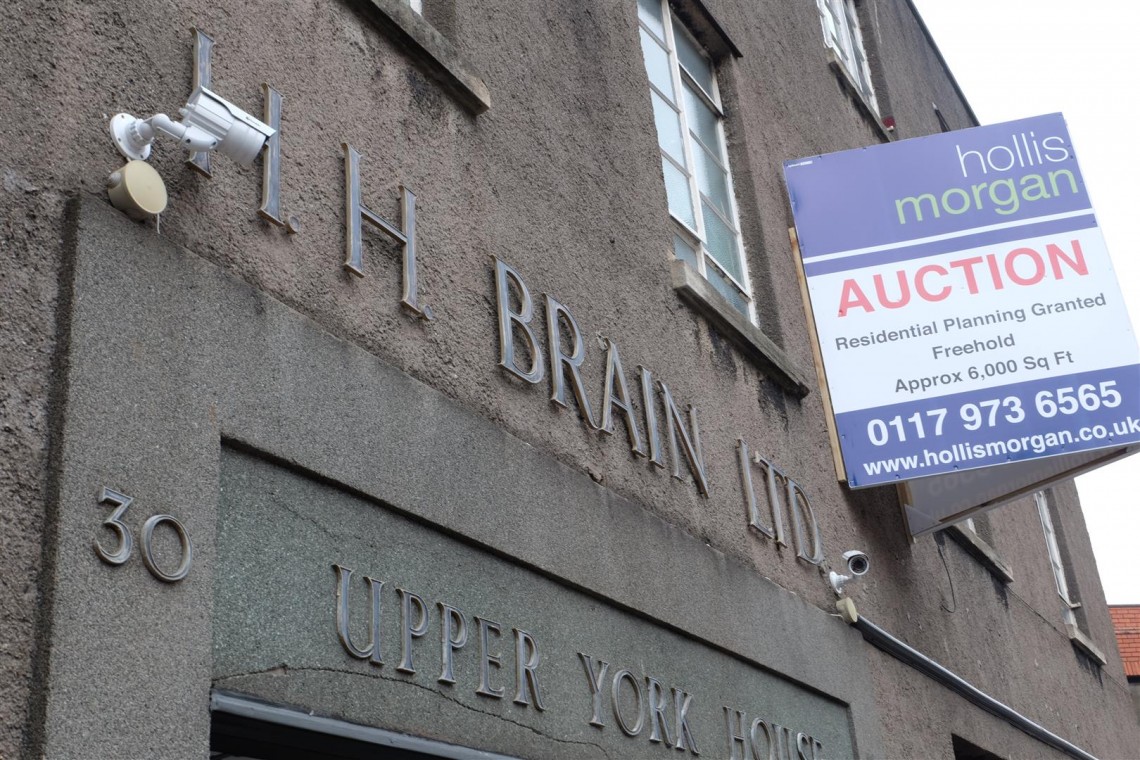 H. H. BRAIN LTD
30
UPPER YORK HOUSE
hollis
morgan
AUCTION
Residential Planning Granted
Freehold
Approx 6,000 Sq Ft
0117 973 6565
www.hollismorgan.co.uk